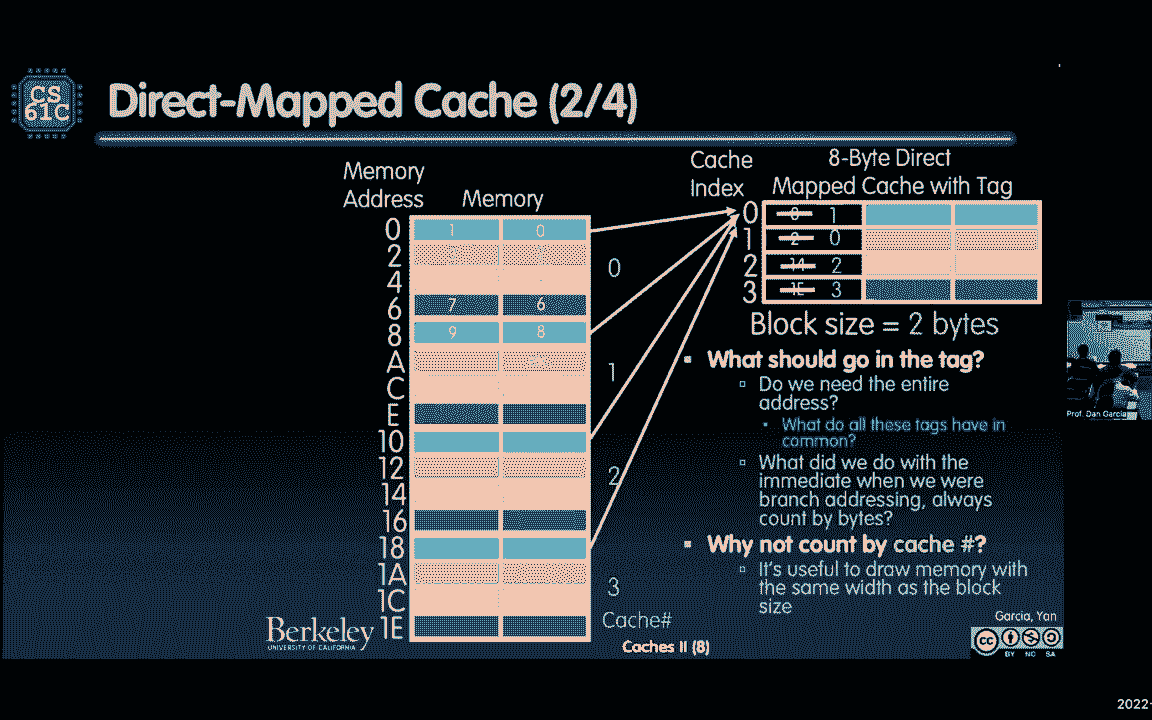 CS
61C
Direct-Mapped Cache (2/4)
Memory
Address
Memory
0
2
4
6
8
A
C
E
10
12
14
16
18
1A
1C
1E
1 0
7 6
9 8
0
1
2
3
Cache#
Cache
Index
0
1
2
3
8-Byte Direct
Mapped Cache with Tag
0 1
2 0
14 2
1E 3
Block size = 2 bytes
What should go in the tag?
Do we need the entire
address?
What do all these tags have in
common?
What did we do with the
immediate when we were
branch addressing, always
count by bytes?
Why not count by cache #?
It's useful to draw memory with
the same width as the block
size
Prof. Dan Garcia
Garcia, Yan
Berkeley
UNIVERSITY OF CALIFORNIA
Caches II (8)
cc
BY NC SA
2022-